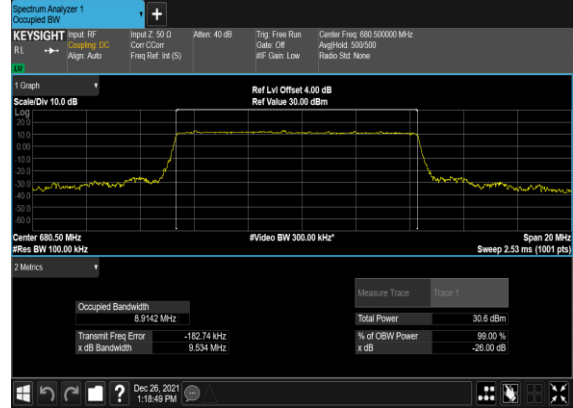 Spectrum Analyzer 1
Occupied BW
KEYSIGHT
RL
Input: RF
Coupling: DC
Align: Auto
Input Z: 50 Ω
Corr CCorr
Freq Ref: Int (S)
Atten: 40 dB
Trig: Free Run
Gate: Off
#IF Gain: Low
Center Freq: 680.500000 MHz
Avg|Hold: 500/500
Radio Std: None
LV
1 Graph
Scale/Div 10.0 dB
Ref Lvl Offset 4.00 dB
Ref Value 30.00 dBm
Log
20.0
10.0
0.00
-10.0
-20.0
-30.0
-40.0
-50.0
-60.0
Center 680.50 MHz
#Res BW 100.00 kHz
#Video BW 300.00 kHz*
Span 20 MHz
Sweep 2.53 ms (1001 pts)
2 Metrics
Measure Trace Trace 1
Occupied Bandwidth
8.9142 MHz
Total Power 30.6 dBm
Transmit Freq Error -182.74 kHz
% of OBW Power 99.00 %
x dB Bandwidth 9.534 MHz
x dB -26.00 dB
?
Dec 26, 2021
1:18:49 PM